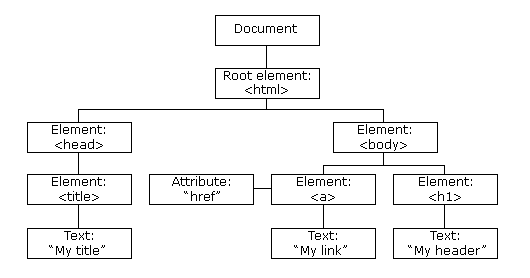 Document
Root element:
<html>
Element:
<head>
Element:
<body>
Element:
<title>
Attribute:
“href”
Element:
<a>
Element:
<h1>
Text:
“My title”
Text:
“My link”
Text:
“My header”